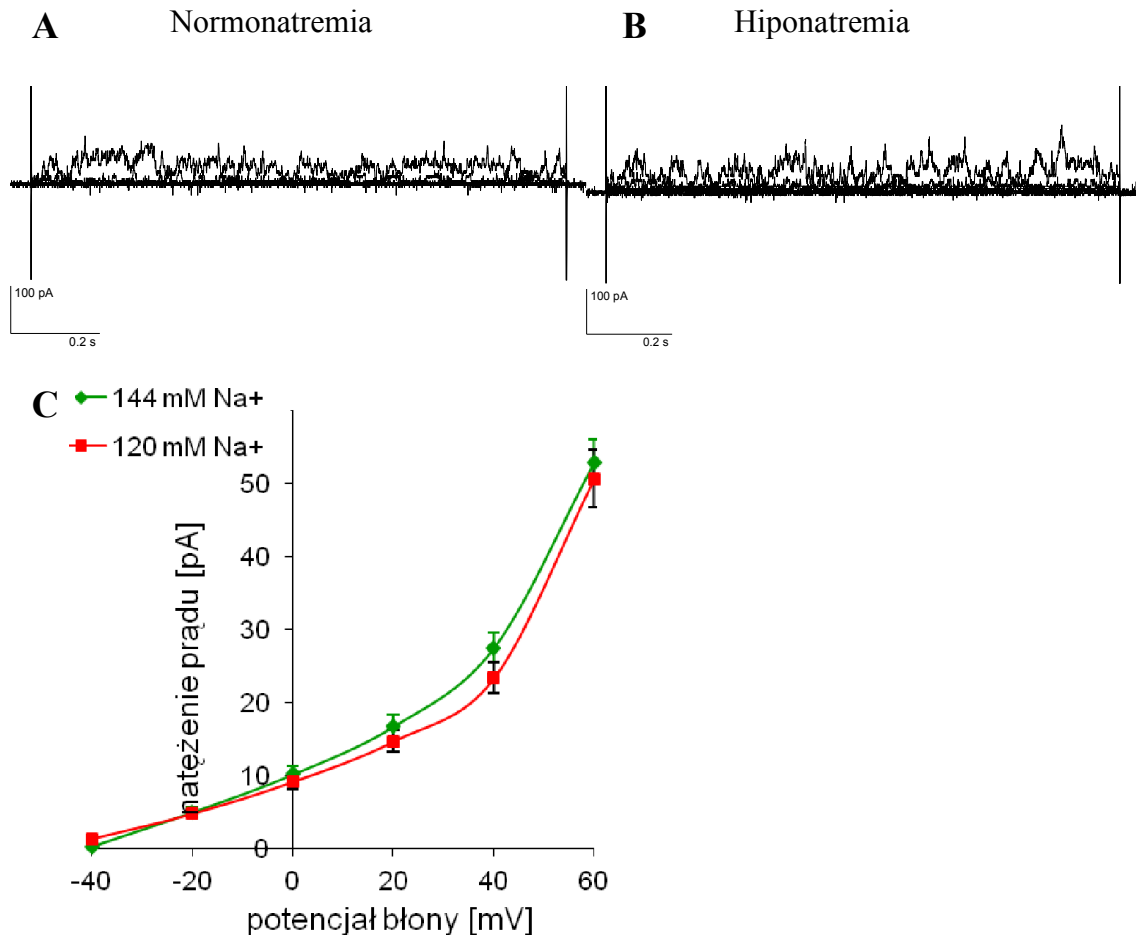 A Normonatremia
B Hiponatremia
100 pA
0.2 s
100 pA
0.2 s
C
144 mM Na+
120 mM Na+
natężenie prądu [pA]
50
40
30
20
10
0
-40 -20 0 20 40 60
potencjał błony [mV]